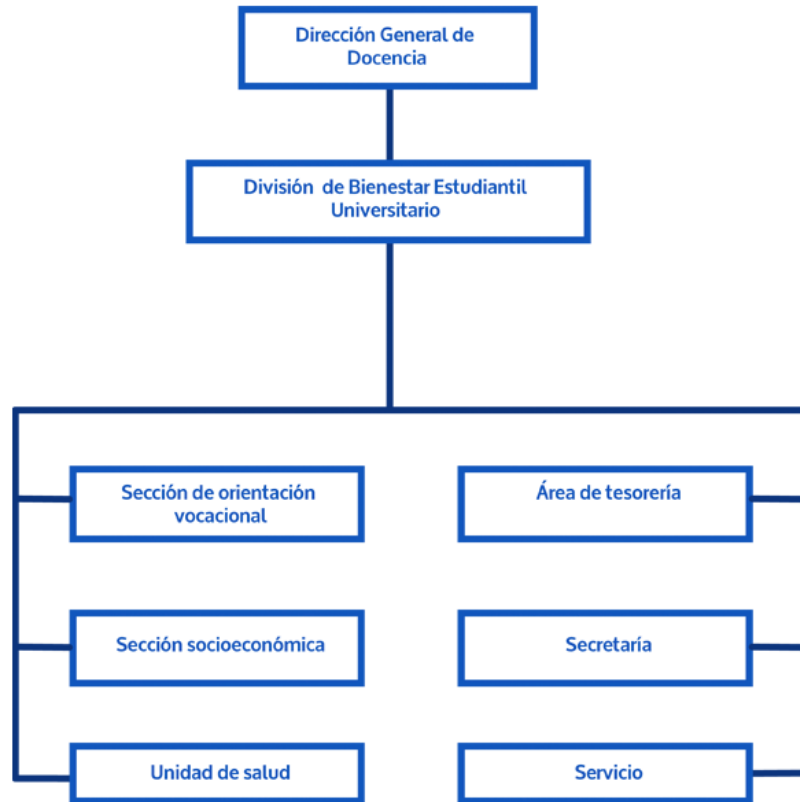 Dirección General de
Docencia
División de Bienestar Estudiantil
Universitario
Sección de orientación
vocacional
Área de tesorería
Sección socioeconómica
Secretaría
Unidad de salud
Servicio